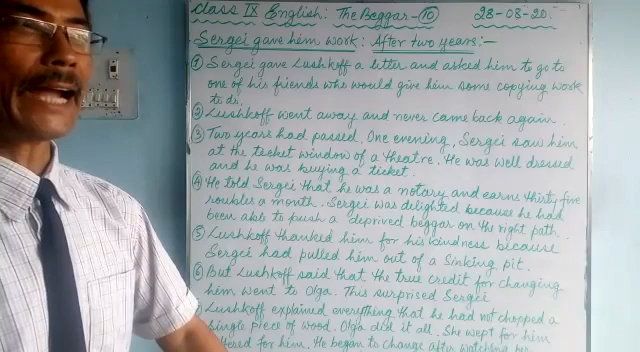 Class IX English: The Beggar-10 28-08-20
Sergei gave him work: After two years:-
① Sergei gave Lushkoff a letter and asked him to go to
one of his friends who would give him some copying work
to do.
② Lushkoff went away and never came back again.
③ Two years had passed. One evening, Sergei saw him
at the ticket window of a theatre. He was well dressed
and he was buying a ticket.
④ He told Sergei that he was a notary and earns thirty five
roubles a month. Sergei was delighted because he had
been able to push a deprived beggar on the right path.
⑤ Lushkoff thanked him for his kindness because
Sergei had pulled him out of a sinking pit.
⑥ But Lushkoff said that the true credit for changing
him went to Olga. This surprised Sergei
Lushkoff explained everything that he had not chopped a
single piece of wood. Olga did it all. She wept for him
for him. He began to change after watching